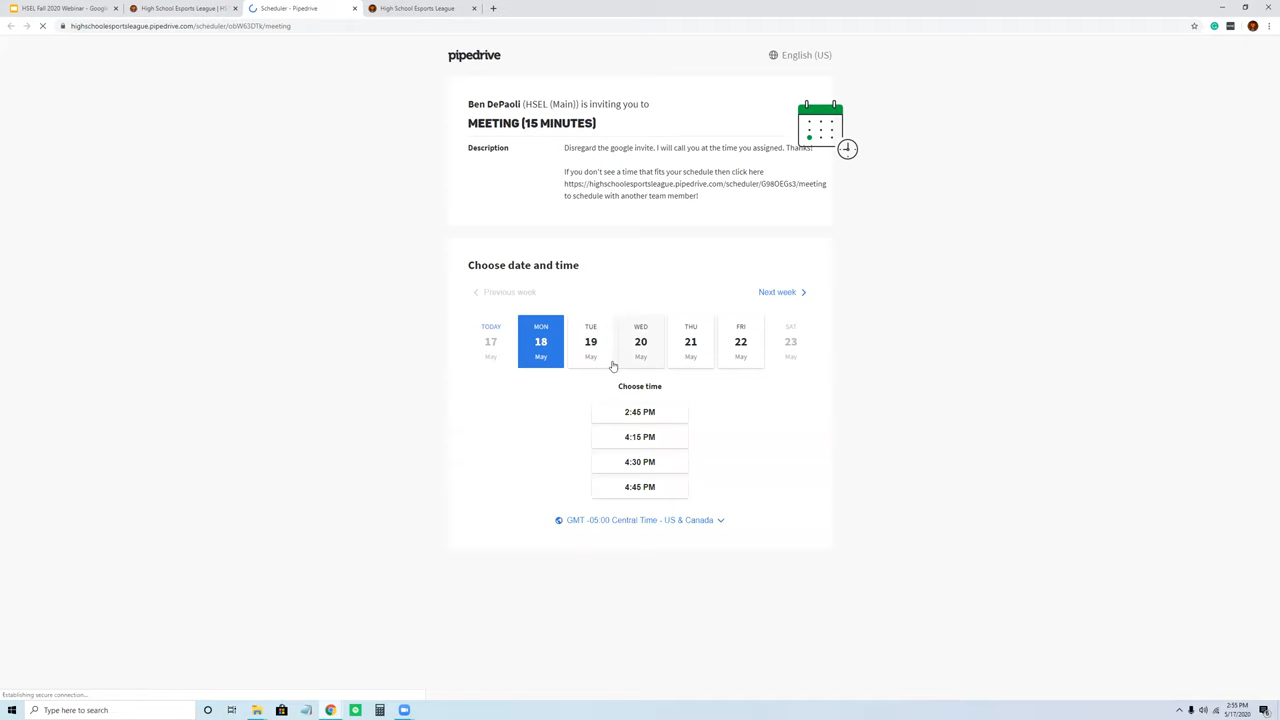 HSEL Fall 2020 Webinar - Googl
High School Esports League | HS
Scheduler - Pipedrive
High School Esports League
highschoolesportsleague.pipedrive.com/scheduler/obW63DTk/meeting
pipedrive
English (US)
Ben DePaoli (HSEL (Main)) is inviting you to
MEETING (15 MINUTES)
Description
Disregard the google invite. I will call you at the time you assigned. Thanks!
If you don't see a time that fits your schedule then click here
https://highschoolesportsleague.pipedrive.com/scheduler/G98OEGs3/meeting
to schedule with another team member!
Choose date and time
Previous week
Next week
TODAY MON TUE WED THU FRI SAT
17 18 19 20 21 22 23
May May May May May May May
Choose time
2:45 PM
4:15 PM
4:30 PM
4:45 PM
GMT -05:00 Central Time - US & Canada
Establishing secure connection...
Type here to search
2:55 PM
5/17/2020